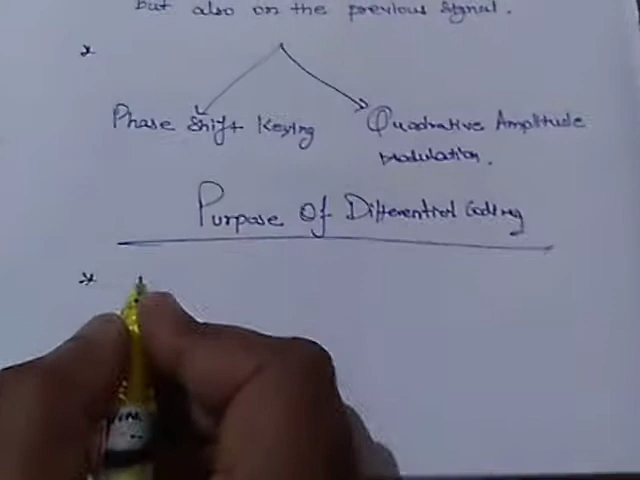 but also on the previous signal.
*
Phase Shift Keying
Quadrative Amplitude
Modulation.
Purpose Of Differential Coding
*